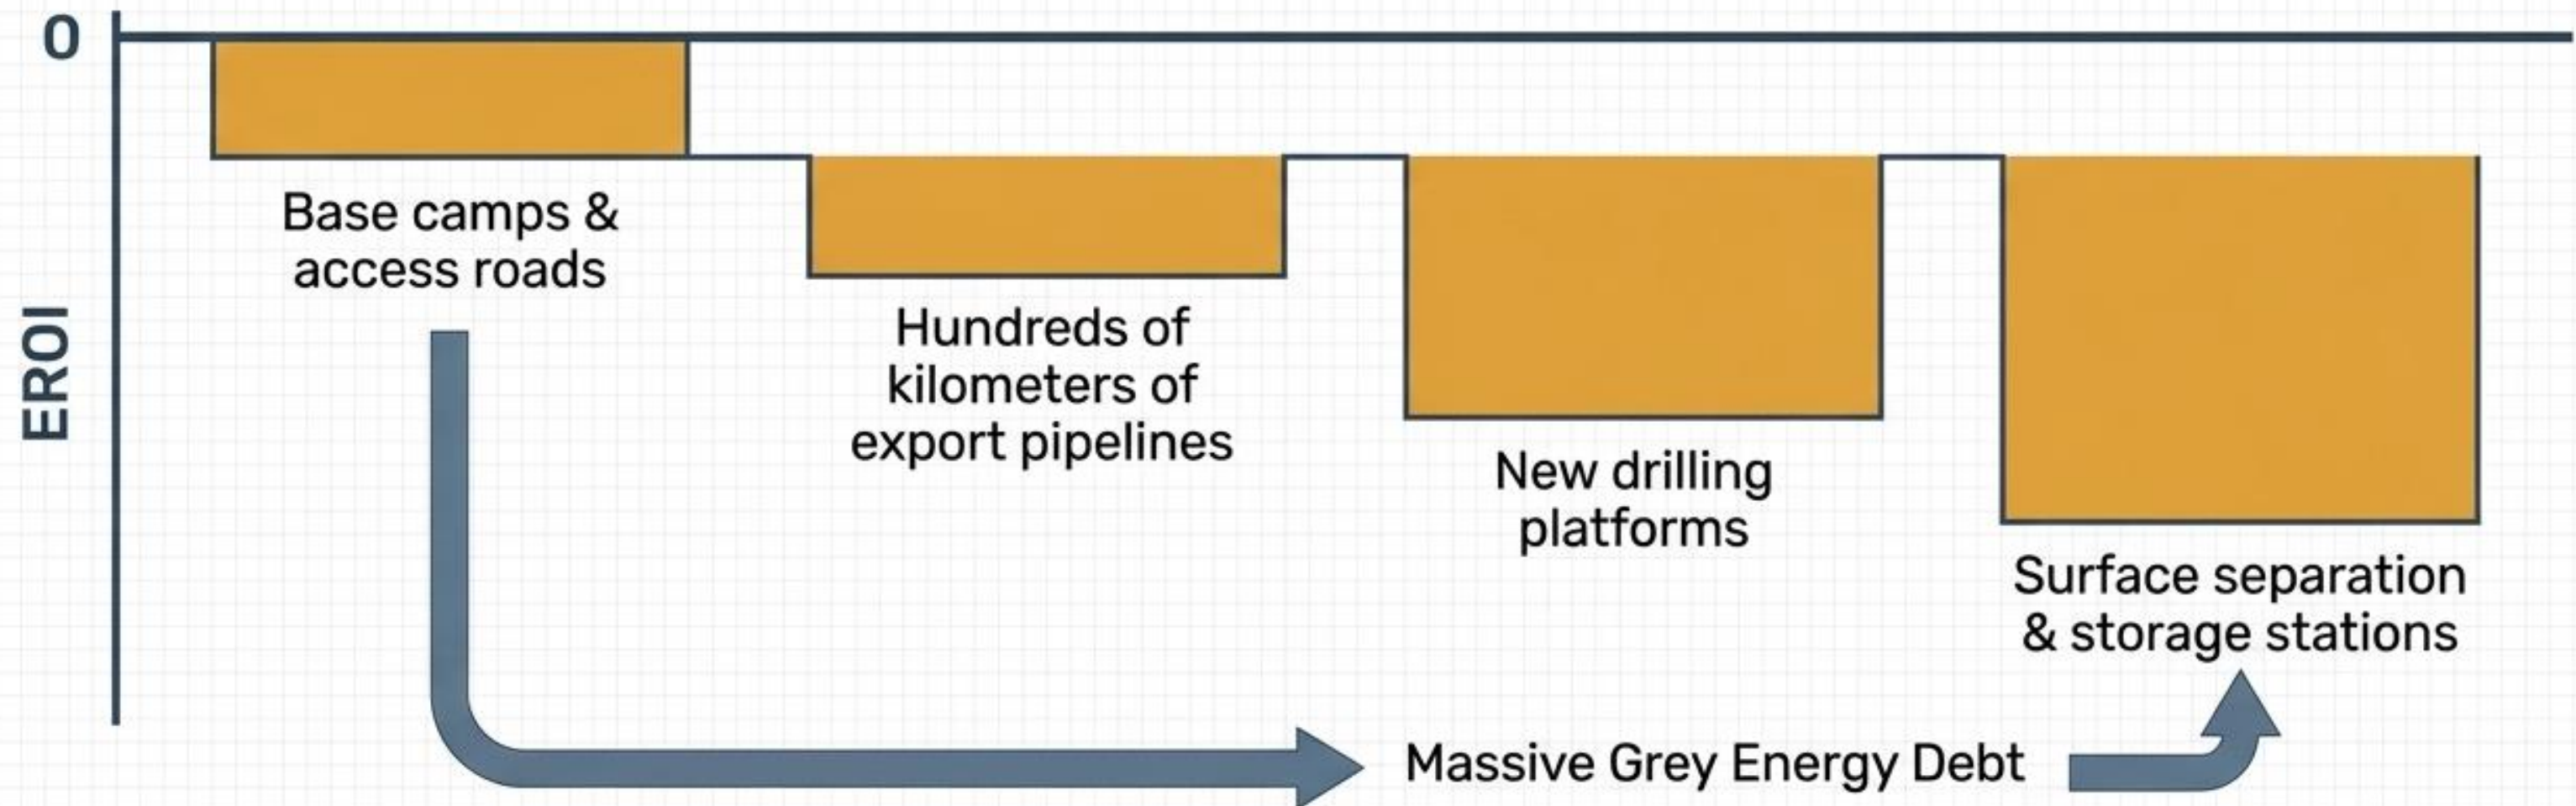 0
EROI
Base camps &
access roads
Hundreds of
kilometers of
export pipelines
New drilling
platforms
Surface separation
& storage stations
Massive Grey Energy Debt